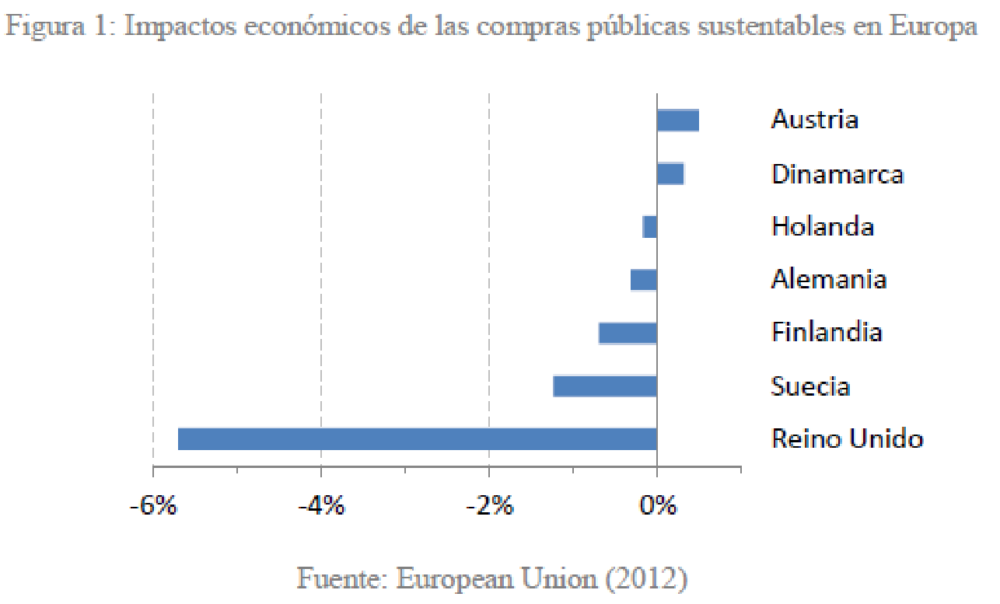 Figura 1: Impactos económicos de las compras públicas sustentables en Europa
Austria
Dinamarca
Holanda
Alemania
Finlandia
Suecia
Reino Unido
-6% -4% -2% 0%
Fuente: European Union (2012)